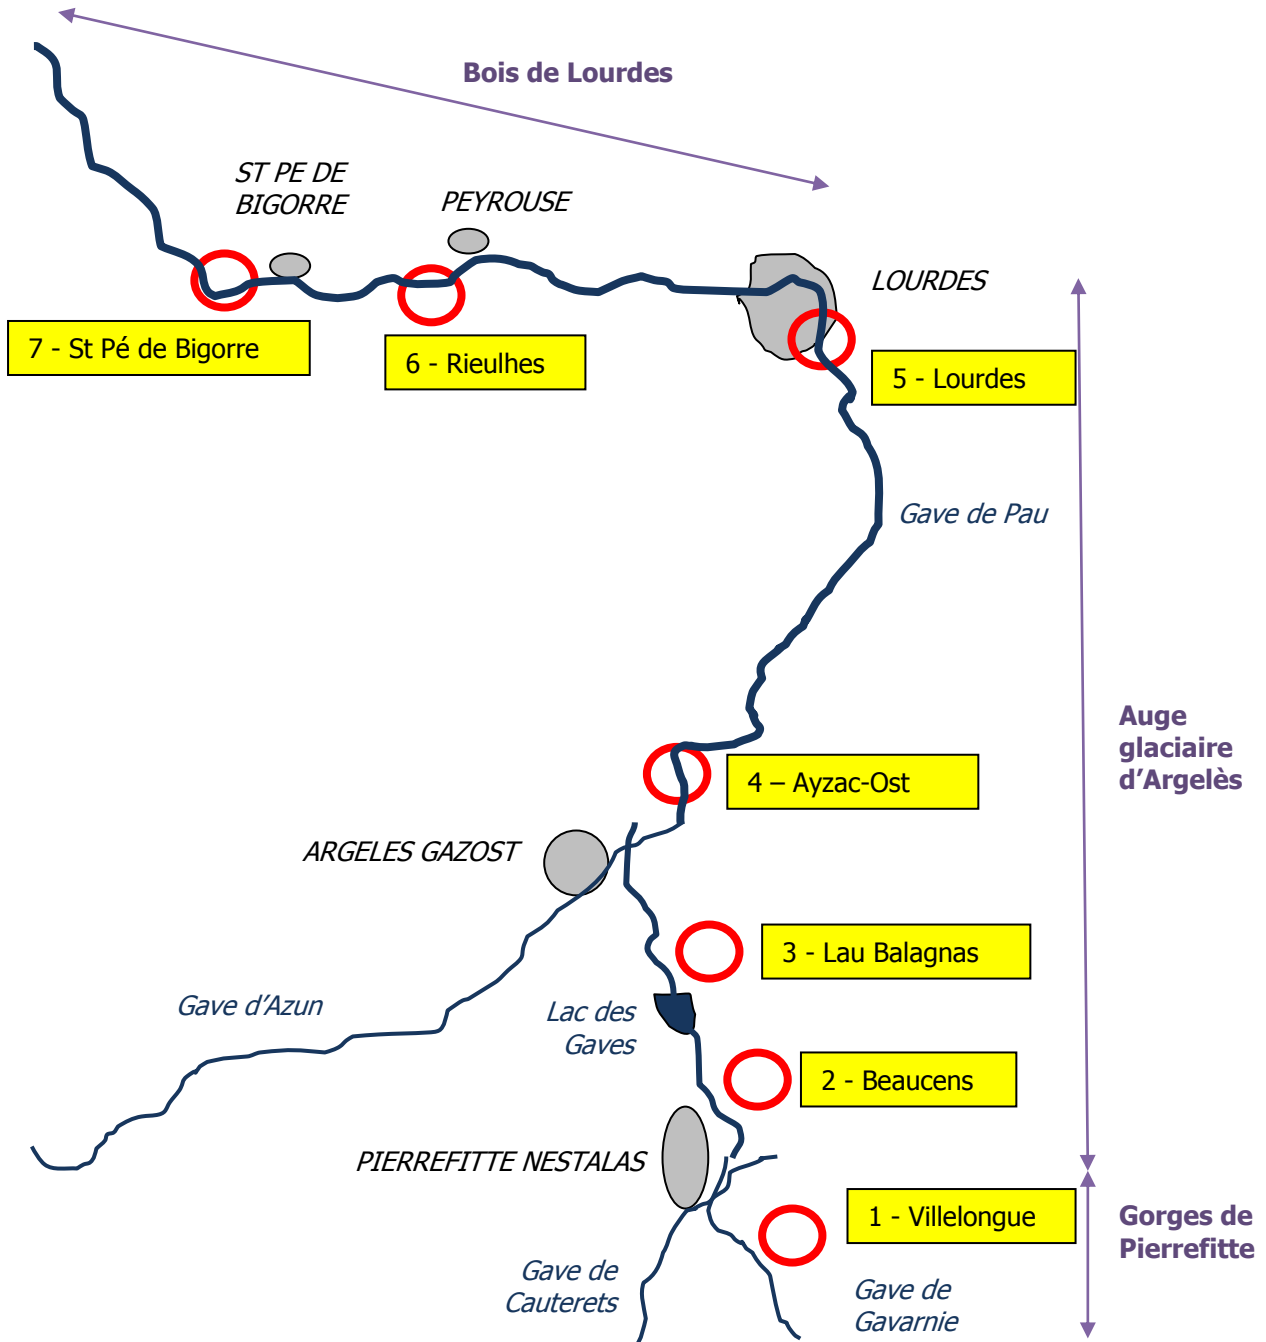 Bois de Lourdes
ST PE DE
BIGORRE
PEYROUSE
LOURDES
7 - St Pé de Bigorre
6 - Rieulhes
5 - Lourdes
Gave de Pau
Auge
glaciaire
d'Argelès
4 – Ayzac-Ost
ARGELES GAZOST
3 - Lau Balagnas
Gave d'Azun
Lac des
Gaves
2 - Beaucens
PIERREFITTE NESTALAS
1 - Villelongue
Gorges de
Pierrefitte
Gave de
Cauterets
Gave de
Gavarnie